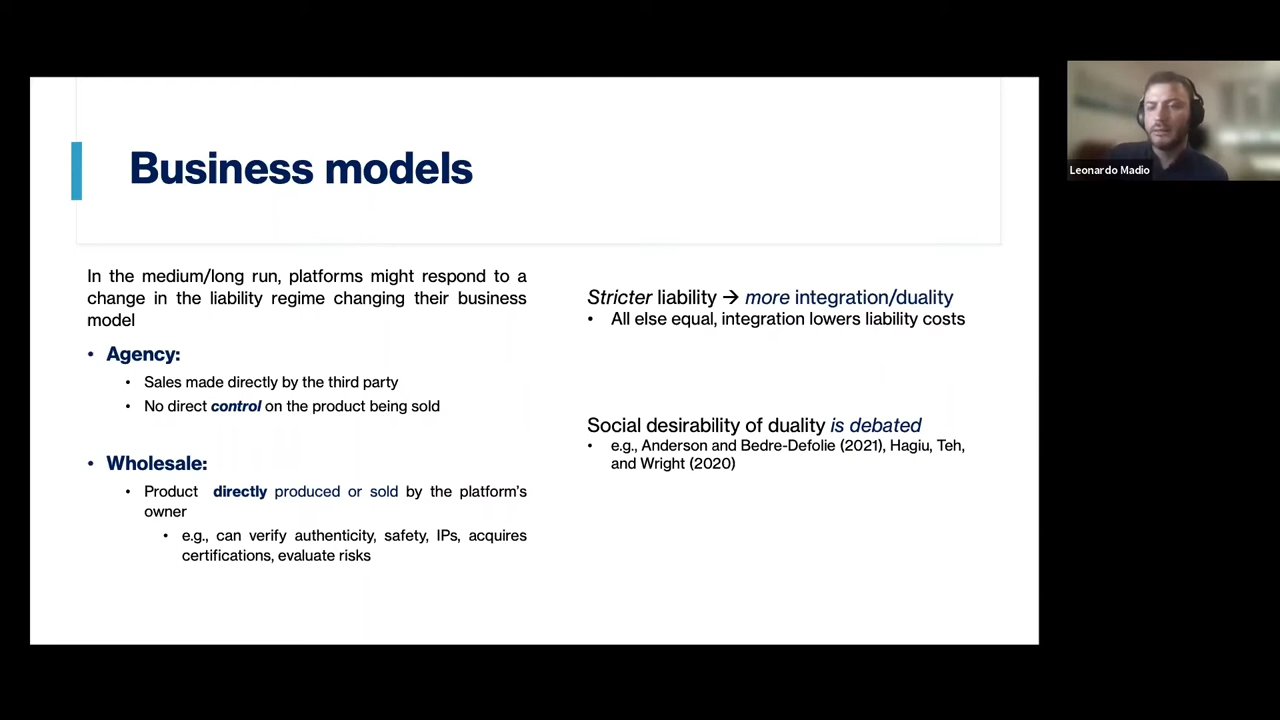 Business models
In the medium/long run, platforms might respond to a
change in the liability regime changing their business
model
• Agency:
• Sales made directly by the third party
• No direct control on the product being sold
• Wholesale:
• Product directly produced or sold by the platform's
owner
• e.g., can verify authenticity, safety, IPs, acquires
certifications, evaluate risks
Stricter liability → more integration/duality
• All else equal, integration lowers liability costs
Social desirability of duality is debated
• e.g., Anderson and Bedre-Defolie (2021), Hagiu, Teh,
and Wright (2020)
Leonardo Madio